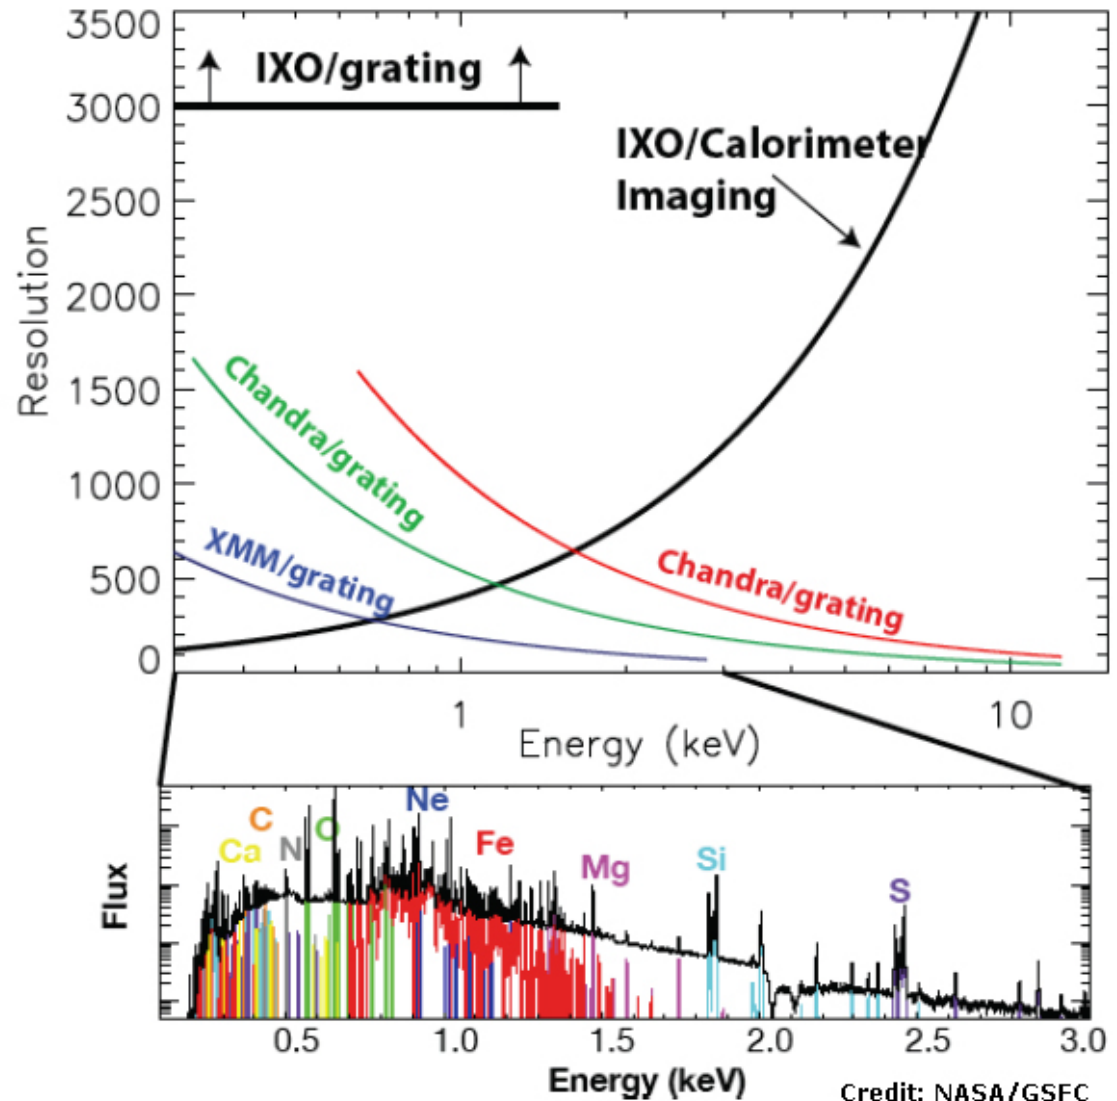 3500
IXO/grating
3000
IXO/Calorimeter
Imaging
2500
2000
Resolution
1500
Chandra/grating
1000
XMM/grating
500
Chandra/grating
0
1
10
Energy (keV)
Ne
C
O
Ca
N
Fe
Mg
Si
S
Flux
0.5
1.0
1.5
2.0
2.5
3.0
Energy (keV)
Credit: NASA/GSFC